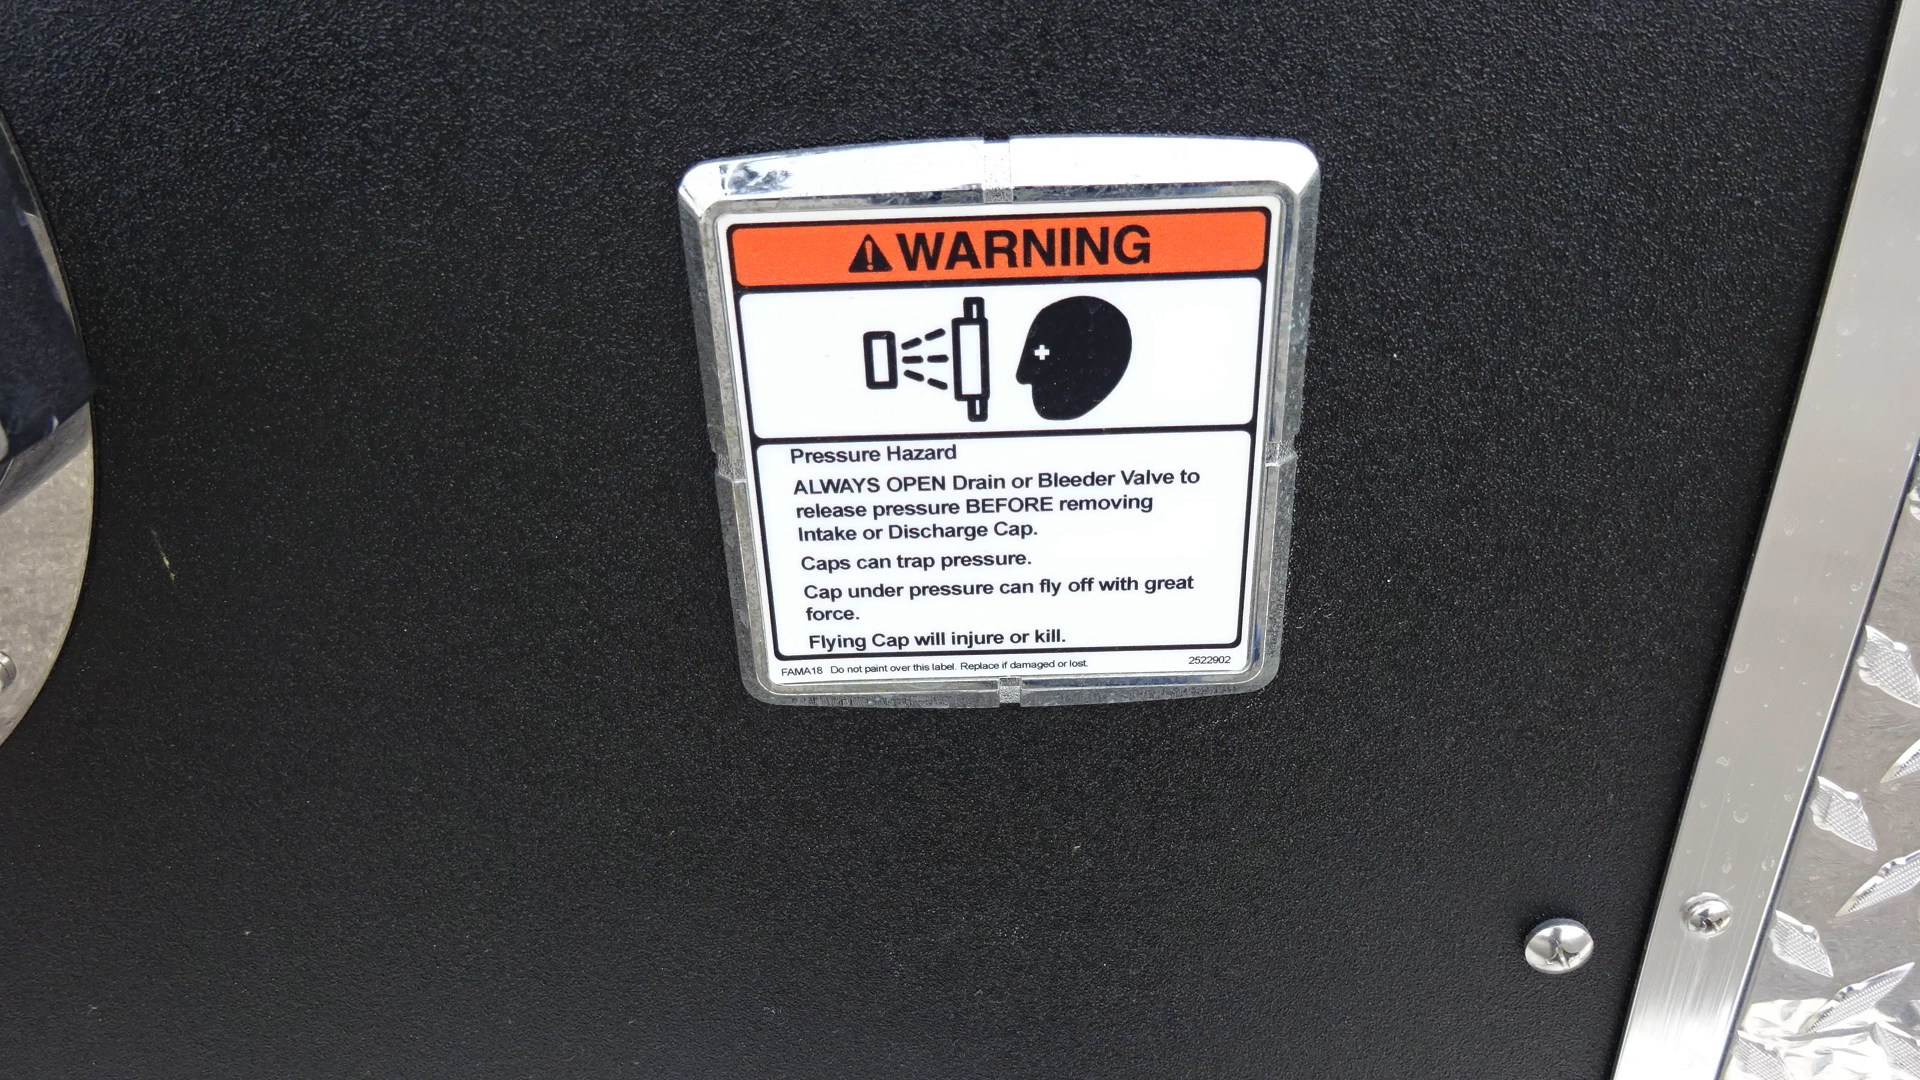 WARNING
Pressure Hazard
ALWAYS OPEN Drain or Bleeder Valve to
release pressure BEFORE removing
Intake or Discharge Cap.
Caps can trap pressure.
Cap under pressure can fly off with great
force.
Flying Cap will injure or kill.
FAMA18 Do not paint over this label. Replace if damaged or lost. 2522902